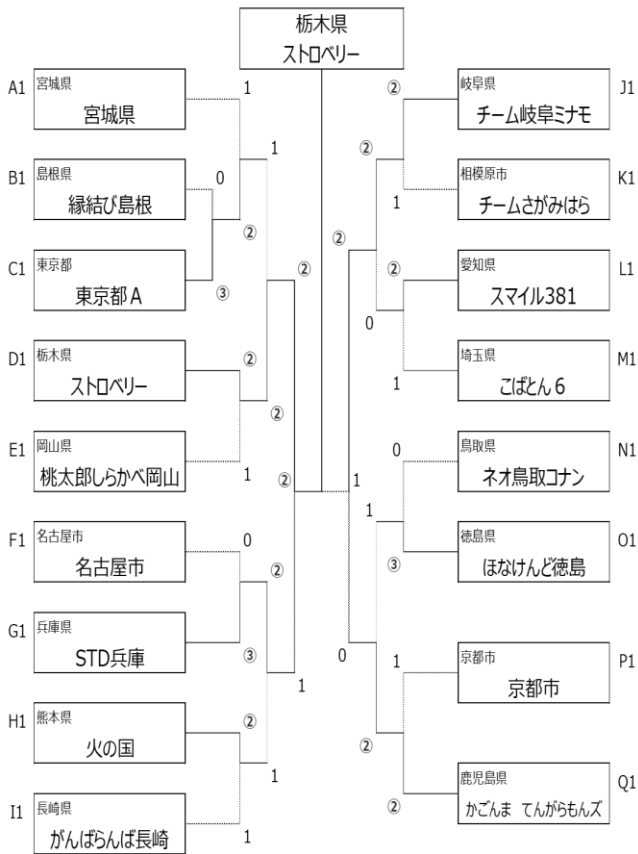 栃木県
ストロベリー
A1
宮城県
宮城県
1
B1
島根県
縁結び島根
0
1
C1
東京都
東京都A
②
③
②
D1
栃木県
ストロベリー
②
②
E1
岡山県
桃太郎しらかべ岡山
1
②
F1
名古屋市
名古屋市
0
②
G1
兵庫県
STD兵庫
③
1
H1
熊本県
火の国
②
1
I1
長崎県
がんばらんば長崎
1
②
岐阜県
チーム岐阜ミナモ
J1
②
相模原市
チームさがみはら
K1
1
②
②
愛知県
スマイル381
L1
0
埼玉県
こばとん6
M1
1
0
鳥取県
ネオ鳥取コナン
N1
1
1
徳島県
ほなけんど徳島
O1
③
0
1
京都市
京都市
P1
②
鹿児島県
かごんま てんがらもんズ
Q1
②